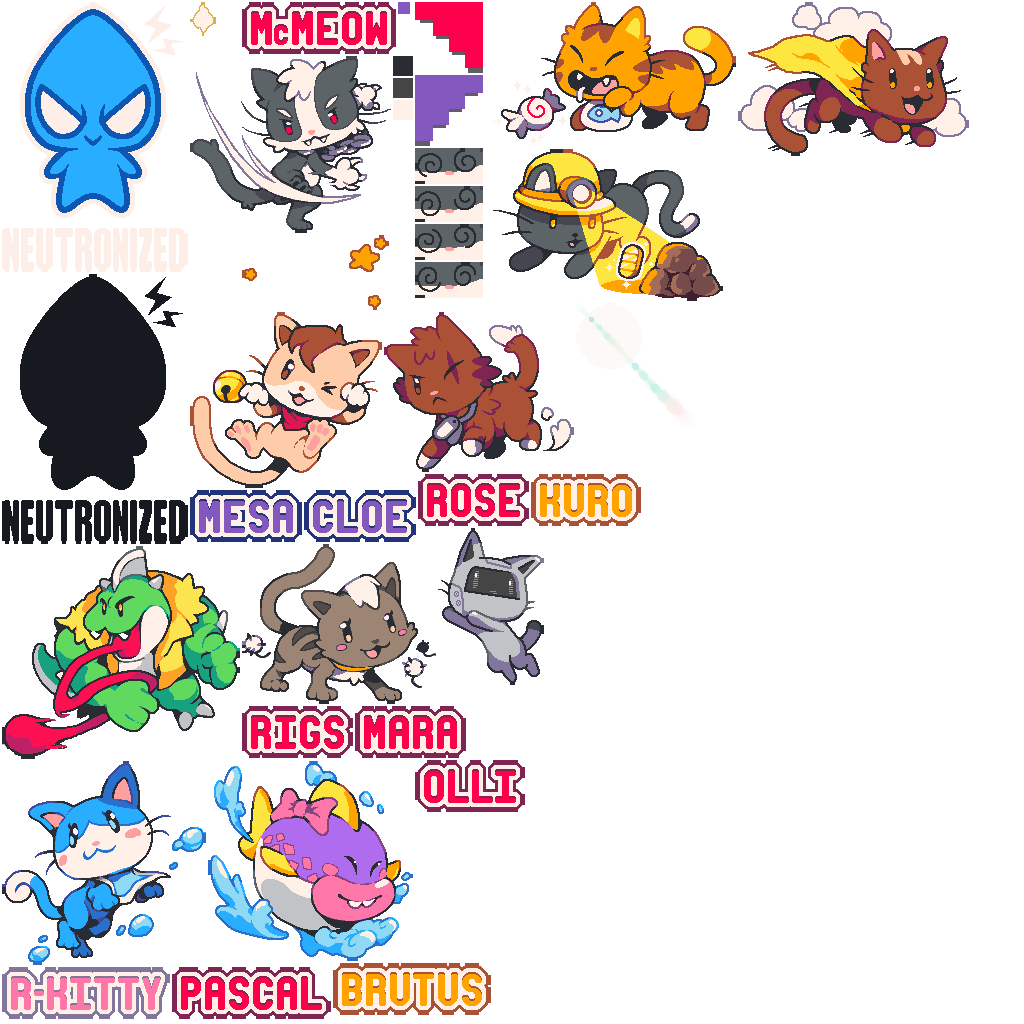 McMEOW
NEUTRONIZED
NEUTRONIZED
MESA CLOE
ROSE KURO
RIGS MARA
OLLI
R-KITTY PASCAL BRUTUS